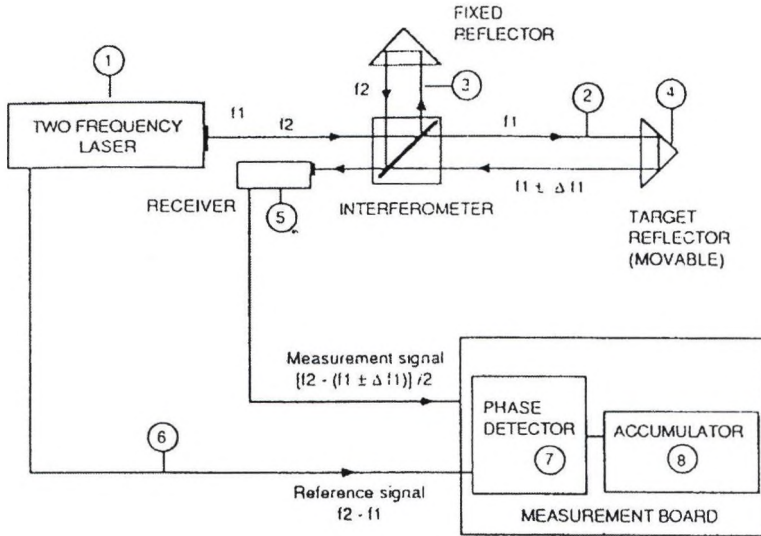 FIXED
REFLECTOR
1
f2
3
2
4
TWO FREQUENCY
LASER
f1
f2
f1
RECEIVER
5
INTERFEROMETER
f1 ± Δ f1
TARGET
REFLECTOR
(MOVABLE)
Measurement signal
[f2 - (f1 ± Δ f1)] /2
PHASE
DETECTOR
7
ACCUMULATOR
8
6
Reference signal
f2 - f1
MEASUREMENT BOARD